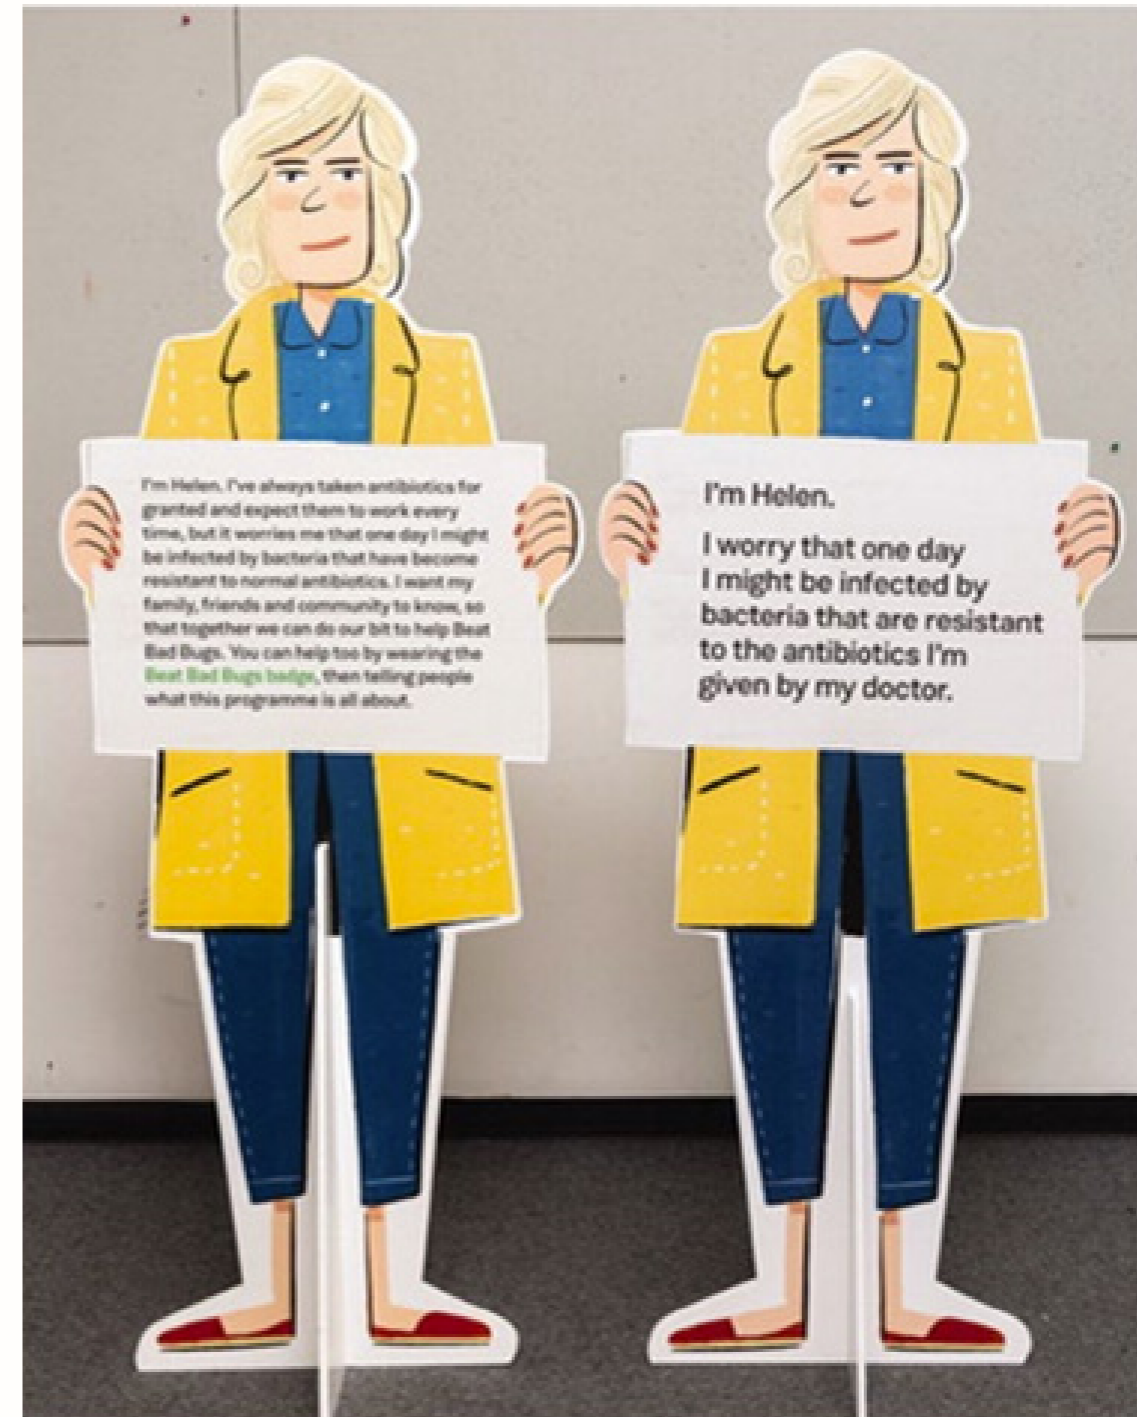 I'm Helen. I've always taken antibiotics for
granted and expect them to work every
time, but it worries me that one day I might
be infected by bacteria that have become
resistant to normal antibiotics. I want my
family, friends and community to know, so
that together we can do our bit to help Beat
Bad Bugs. You can help too by wearing the
Beat Bad Bugs badge, then telling people
what this programme is all about.
I'm Helen.
I worry that one day
I might be infected by
bacteria that are resistant
to the antibiotics I'm
given by my doctor.